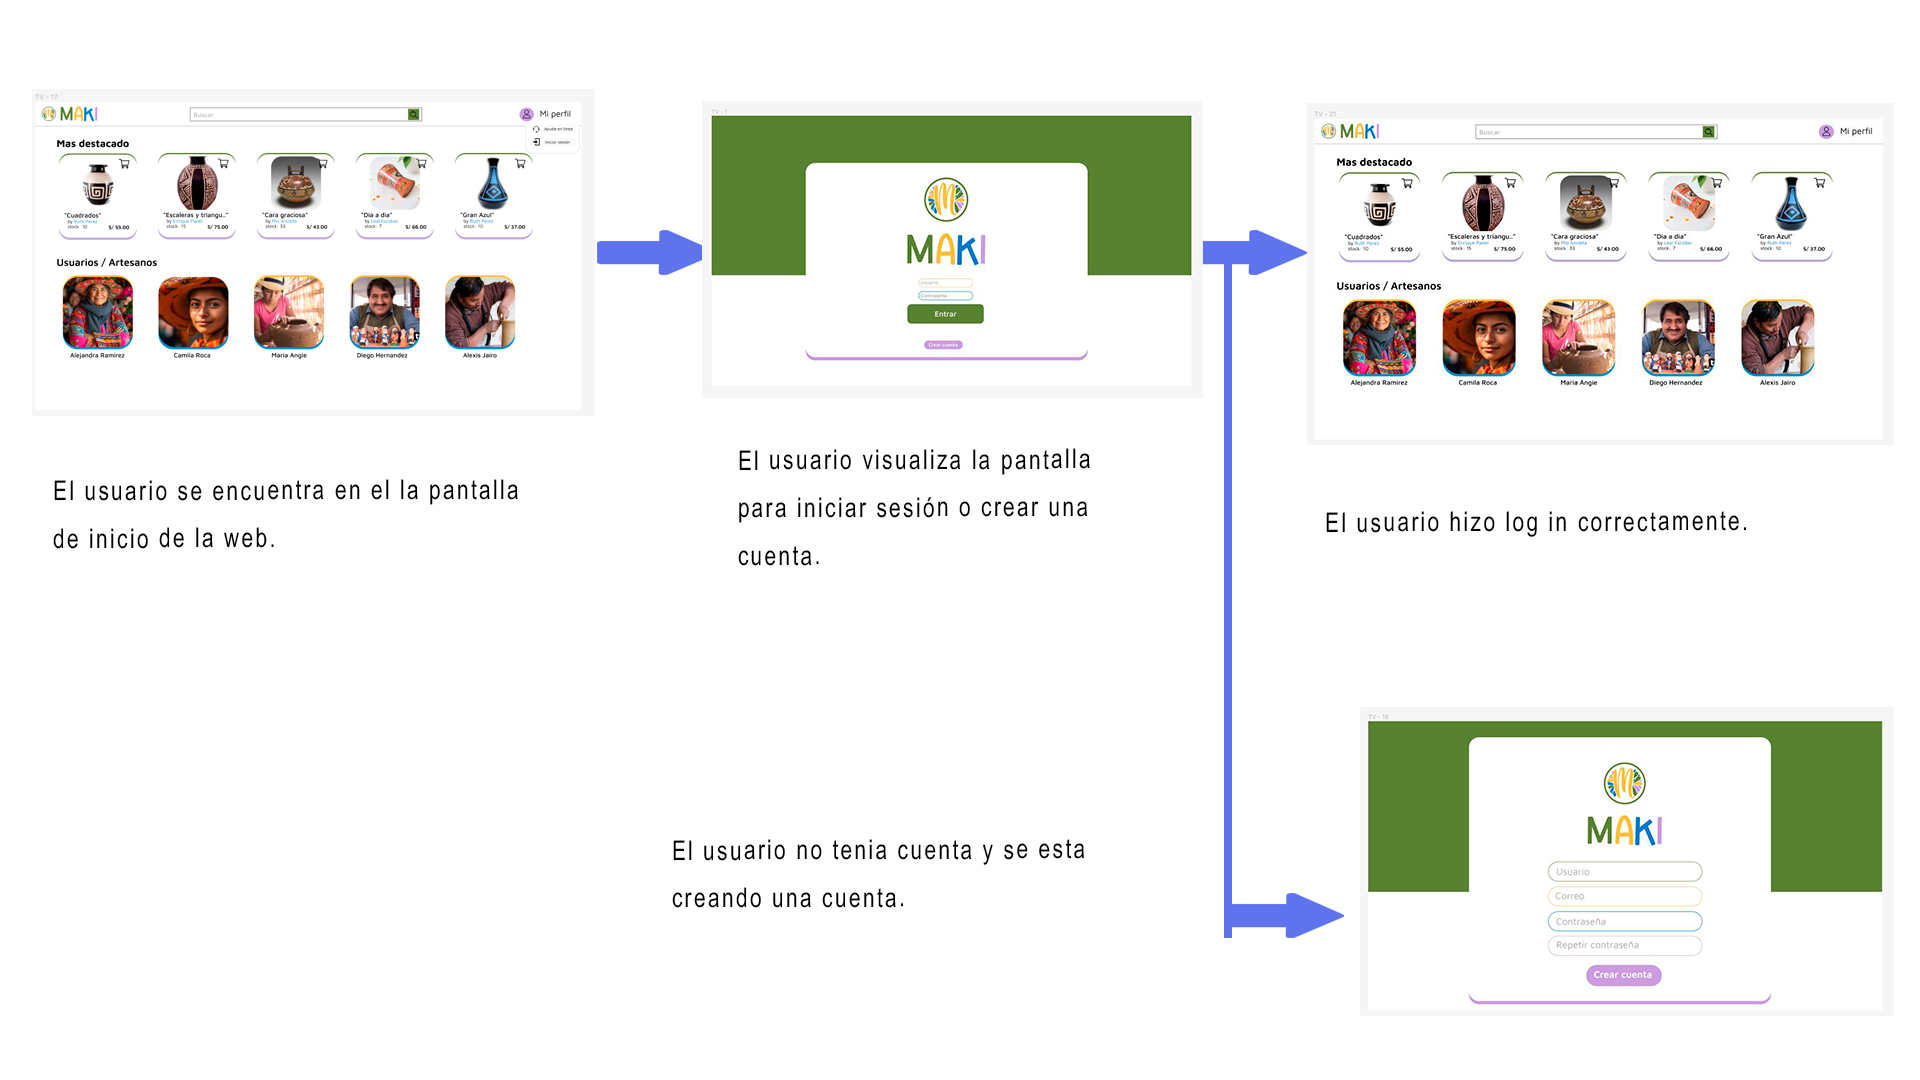 TV - 17
MAKI
Buscar
Mi perfil
Ayuda en linea
Iniciar sesión
Mas destacado
"Cuadrados"
by Ruth Perez
stock: 10
S/ 55.00
"Escaleras y triangu..."
by Enrique Panel
stock: 15
S/ 75.00
"Cara graciosa"
by Mio Ancleta
stock: 33
S/ 43.00
"Dia a dia"
by Leal Escobar
stock: 7
S/ 66.00
"Gran Azul"
by Ruth Perez
stock: 10
S/ 37.00
Usuarios / Artesanos
Alejandra Ramirez
Camila Roca
Maria Angie
Diego Hernandez
Alexis Jairo
El usuario se encuentra en el la pantalla
de inicio de la web.
TV - 1
MAKI
Usuario
Contraseña
Entrar
Crear cuenta
El usuario visualiza la pantalla
para iniciar sesión o crear una
cuenta.
TV - 21
MAKI
Buscar
Mi perfil
Mas destacado
"Cuadrados"
by Ruth Perez
stock: 10
S/ 55.00
"Escaleras y triangu..."
by Enrique Panel
stock: 15
S/ 75.00
"Cara graciosa"
by Mio Ancleta
stock: 33
S/ 43.00
"Dia a dia"
by Leal Escobar
stock: 7
S/ 66.00
"Gran Azul"
by Ruth Perez
stock: 10
S/ 37.00
Usuarios / Artesanos
Alejandra Ramirez
Camila Roca
Maria Angie
Diego Hernandez
Alexis Jairo
El usuario hizo log in correctamente.
El usuario no tenia cuenta y se esta
creando una cuenta.
TV - 18
MAKI
Usuario
Correo
Contraseña
Repetir contraseña
Crear cuenta